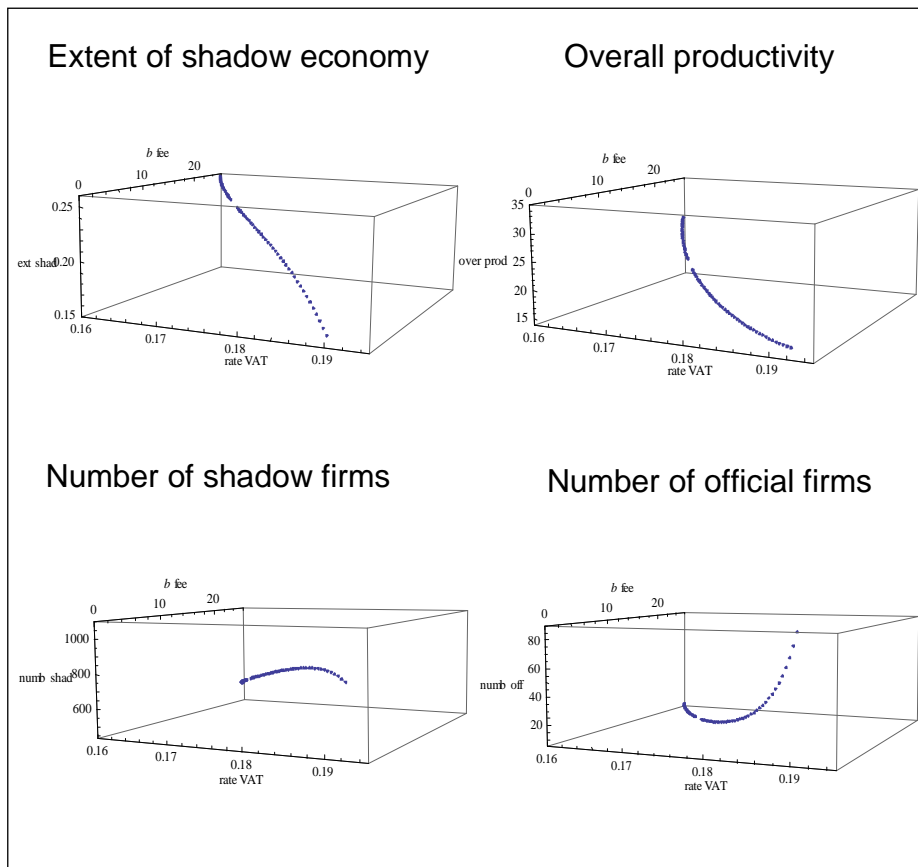 Extent of shadow economy
Overall productivity
b fee
0
10
20
0.25
ext shad
0.20
0.15
0.16
0.17
0.18
0.19
rate VAT
b fee
0
10
20
35
30
over prod
25
20
15
0.16
0.17
0.18
0.19
rate VAT
Number of shadow firms
Number of official firms
b fee
0
10
20
1000
numb shad
800
600
0.16
0.17
0.18
0.19
rate VAT
b fee
0
10
20
80
60
numb off
40
20
0.16
0.17
0.18
0.19
rate VAT